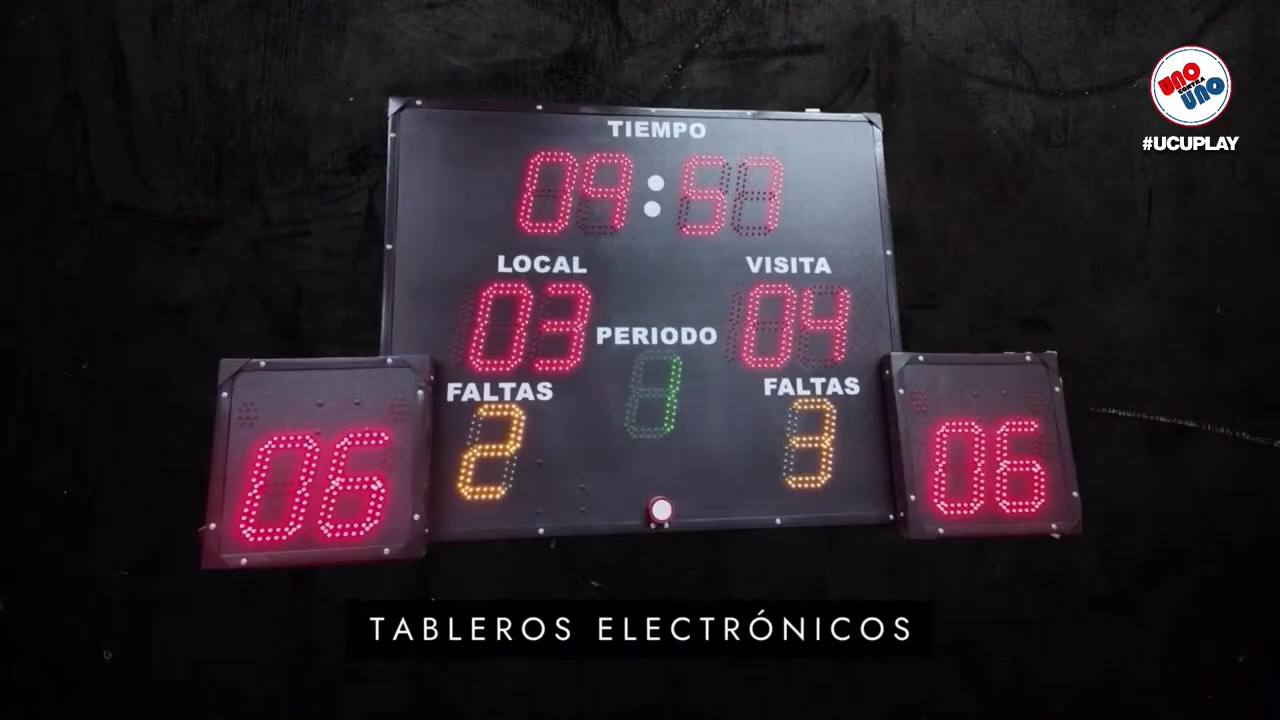 UNO
CONTRA
UNO
#UCUPLAY
TIEMPO
09:57
LOCAL
VISITA
03
04
PERIODO
1
FALTAS
FALTAS
2
3
06
06
TABLEROS ELECTRÓNICOS